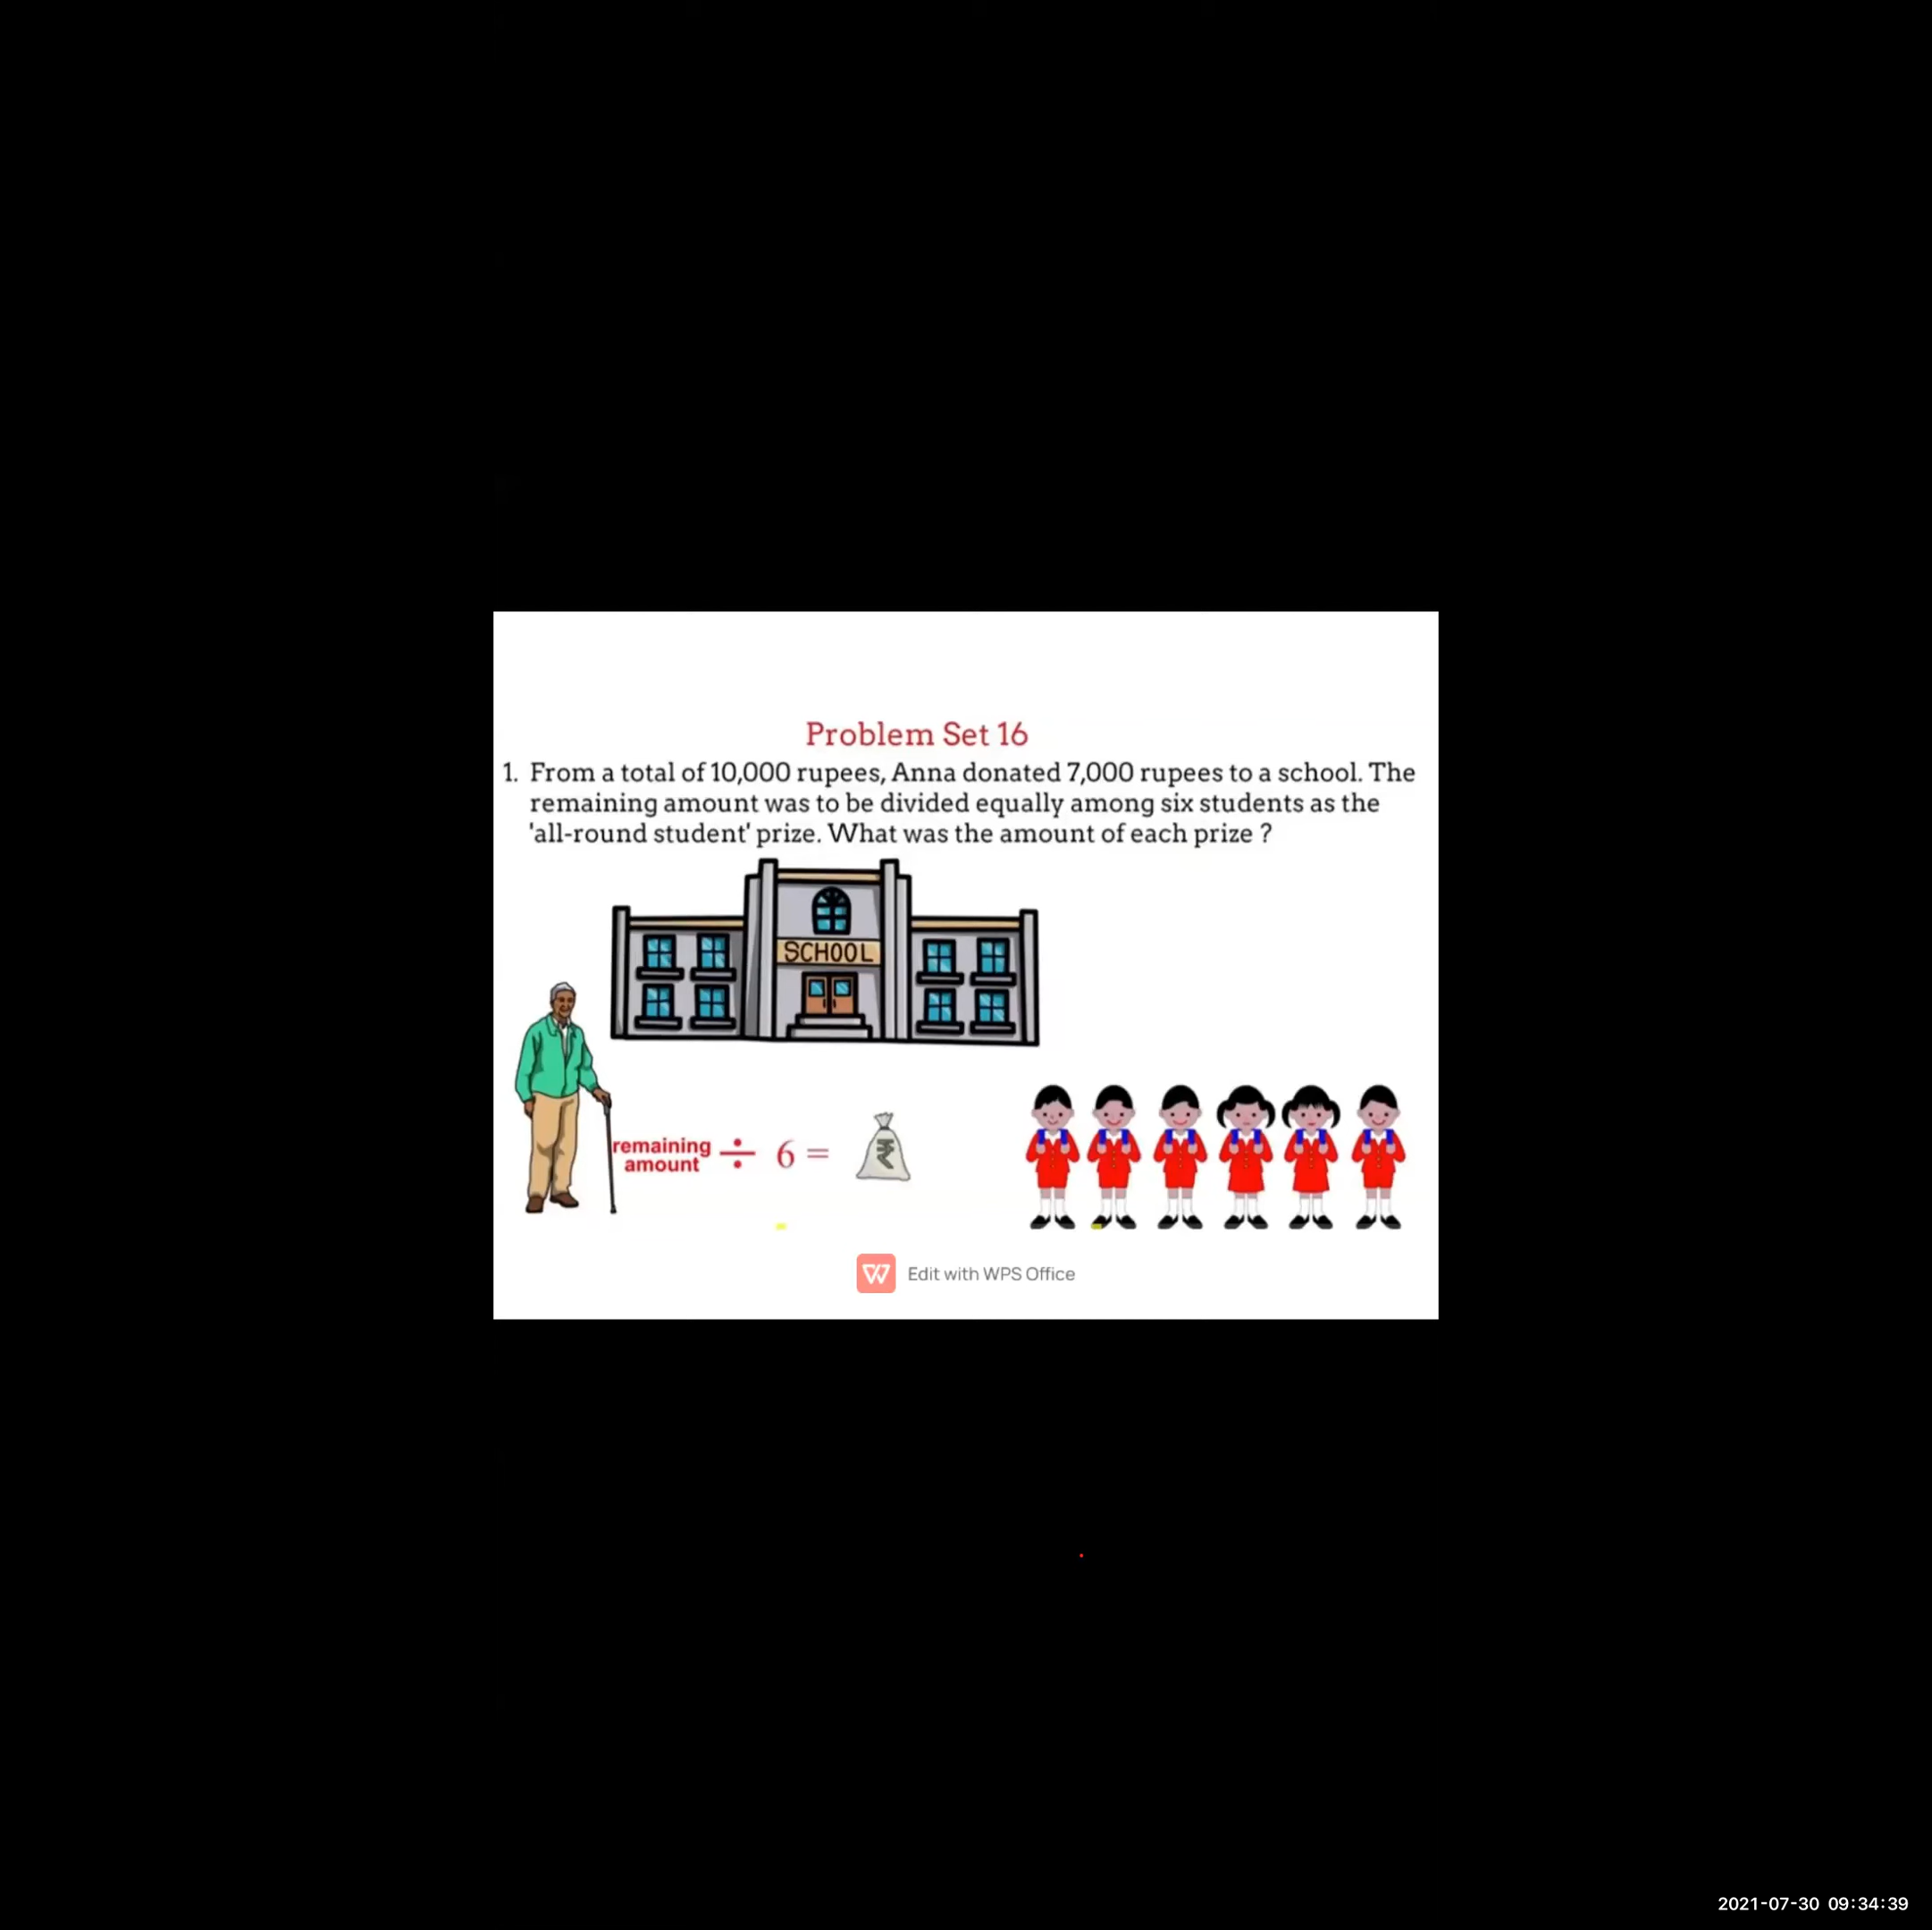 Problem Set 16
1. From a total of 10,000 rupees, Anna donated 7,000 rupees to a school. The
remaining amount was to be divided equally among six students as the
'all-round student' prize. What was the amount of each prize ?
SCHOOL
remaining
amount ÷ 6 = ₹
Edit with WPS Office
2021-07-30 09:34:39